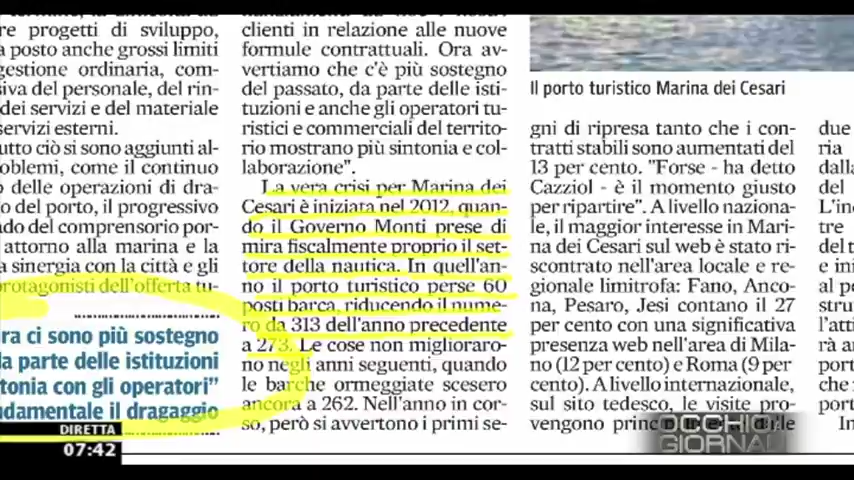 re progetti di sviluppo,
a posto anche grossi limiti
gestione ordinaria, com-
siva del personale, del rin-
dei servizi e del materiale
servizi esterni.
utto ciò si sono aggiunti al-
oblemi, come il continuo
o delle operazioni di dra-
o del porto, il progressivo
ado del comprensorio por-
attorno alla marina e la
a sinergia con la città e gli
protagonisti dell'offerta tu-
ra ci sono più sostegno
la parte delle istituzioni
tonia con gli operatori"
ndamentale il dragaggio
clienti in relazione alle nuove
formule contrattuali. Ora av-
vertiamo che c'è più sostegno
del passato, da parte delle isti-
tuzioni e anche gli operatori tu-
ristici e commerciali del territo-
rio mostrano più sintonia e col-
laborazione".
La vera crisi per Marina dei
Cesari è iniziata nel 2012, quan-
do il Governo Monti prese di
mira fiscalmente proprio il set-
tore della nautica. In quell'an-
no il porto turistico perse 60
posti barca, riducendo il nume-
ro da 313 dell'anno precedente
a 273. Le cose non miglioraro-
no negli anni seguenti, quando
le barche ormeggiate scesero
ancora a 262. Nell'anno in cor-
so, però si avvertono i primi se-
Il porto turistico Marina dei Cesari
gni di ripresa tanto che i con-
tratti stabili sono aumentati del
13 per cento. "Forse - ha detto
Cazziol - è il momento giusto
per ripartire". A livello naziona-
le, il maggior interesse in Mari-
na dei Cesari sul web è stato ri-
scontrato nell'area locale e re-
gionale limitrofa: Fano, Anco-
na, Pesaro, Jesi contano il 27
per cento con una significativa
presenza web nell'area di Mila-
no (12 per cento) e Roma (9 per
cento). A livello internazionale,
sul sito tedesco, le visite pro-
vengono
due
ria
dalla
del
L'in
tre
del
e ini
al
post
l'atti
rà
por
che
port
In
DIRETTA
07:42
OCCHIO
GIORNALI